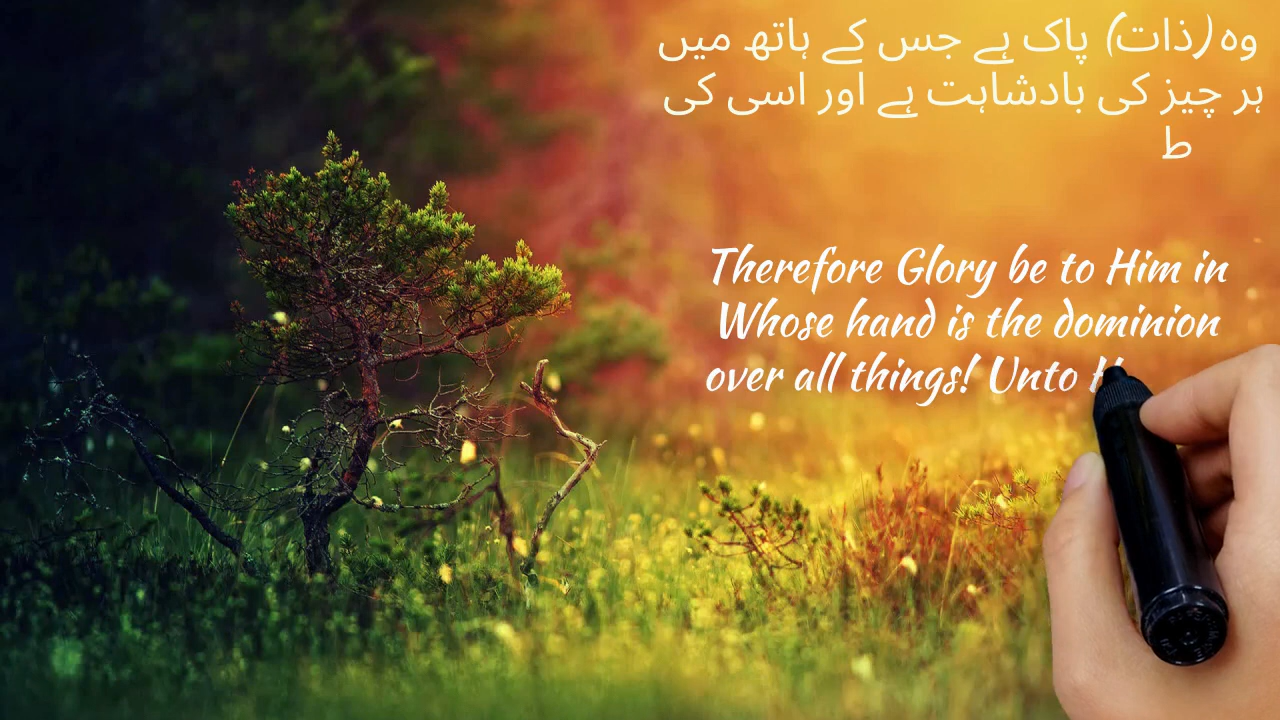 وہ (ذات) پاک ہے جس کے ہاتھ میں
ہر چیز کی بادشاہت ہے اور اسی کی
ط
Therefore Glory be to Him in
Whose hand is the dominion
over all things! Unto